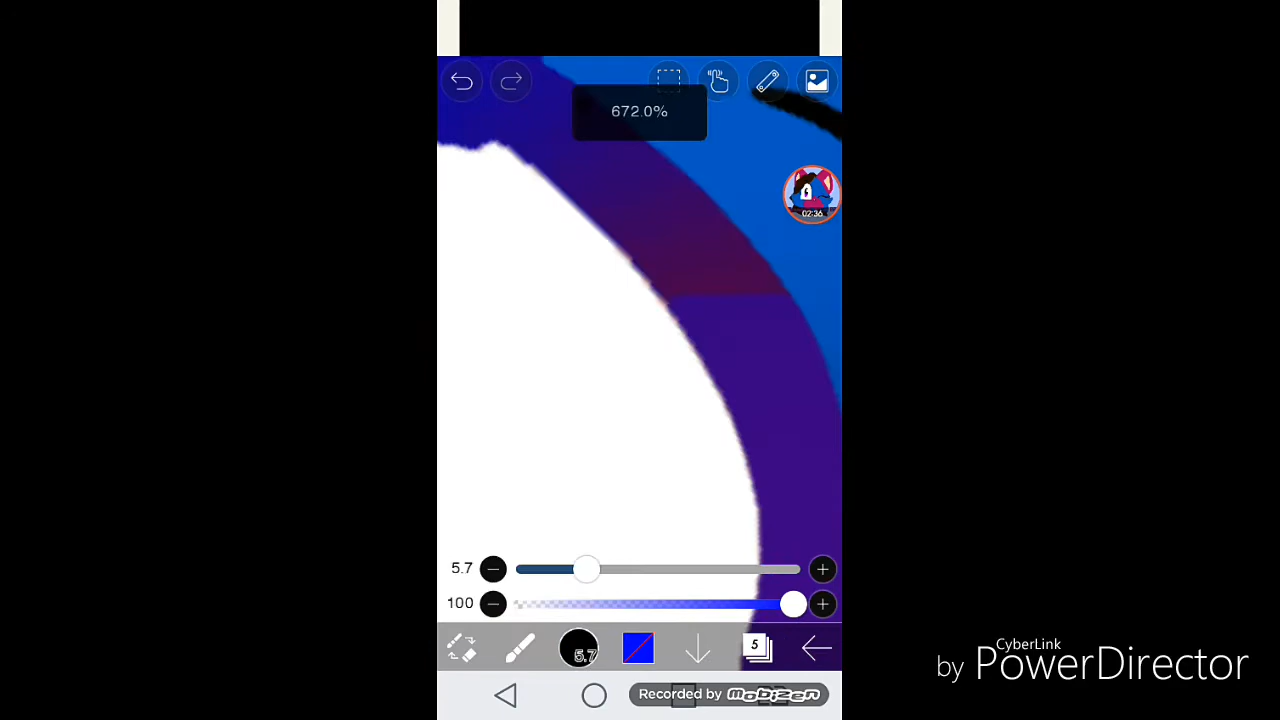 672.0%
02:36
5.7
100
5.7
5
Recorded by mobizen
CyberLink
by PowerDirector